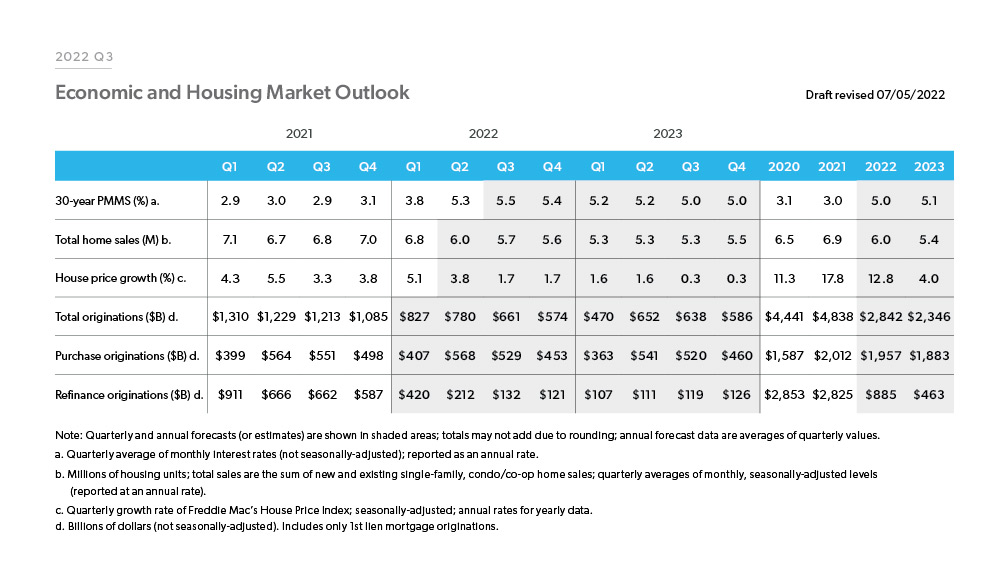 2022 Q3
Economic and Housing Market Outlook
Draft revised 07/05/2022
2021 2022 2023
Q1 Q2 Q3 Q4 Q1 Q2 Q3 Q4 Q1 Q2 Q3 Q4 2020 2021 2022 2023
30-year PMMS (%) a. 2.9 3.0 2.9 3.1 3.8 5.3 5.5 5.4 5.2 5.2 5.0 5.0 3.1 3.0 5.0 5.1
Total home sales (M) b. 7.1 6.7 6.8 7.0 6.8 6.0 5.7 5.6 5.3 5.3 5.3 5.5 6.5 6.9 6.0 5.4
House price growth (%) c. 4.3 5.5 3.3 3.8 5.1 3.8 1.7 1.7 1.6 1.6 0.3 0.3 11.3 17.8 12.8 4.0
Total originations ($B) d. $1,310 $1,229 $1,213 $1,085 $827 $780 $661 $574 $470 $652 $638 $586 $4,441 $4,838 $2,842 $2,346
Purchase originations ($B) d. $399 $564 $551 $498 $407 $568 $529 $453 $363 $541 $520 $460 $1,587 $2,012 $1,957 $1,883
Refinance originations ($B) d. $911 $666 $662 $587 $420 $212 $132 $121 $107 $111 $119 $126 $2,853 $2,825 $885 $463
Note: Quarterly and annual forecasts (or estimates) are shown in shaded areas; totals may not add due to rounding; annual forecast data are averages of quarterly values.
a. Quarterly average of monthly interest rates (not seasonally-adjusted); reported as an annual rate.
b. Millions of housing units; total sales are the sum of new and existing single-family, condo/co-op home sales; quarterly averages of monthly, seasonally-adjusted levels
(reported at an annual rate).
c. Quarterly growth rate of Freddie Mac's House Price Index; seasonally-adjusted; annual rates for yearly data.
d. Billions of dollars (not seasonally-adjusted). Includes only 1st lien mortgage originations.